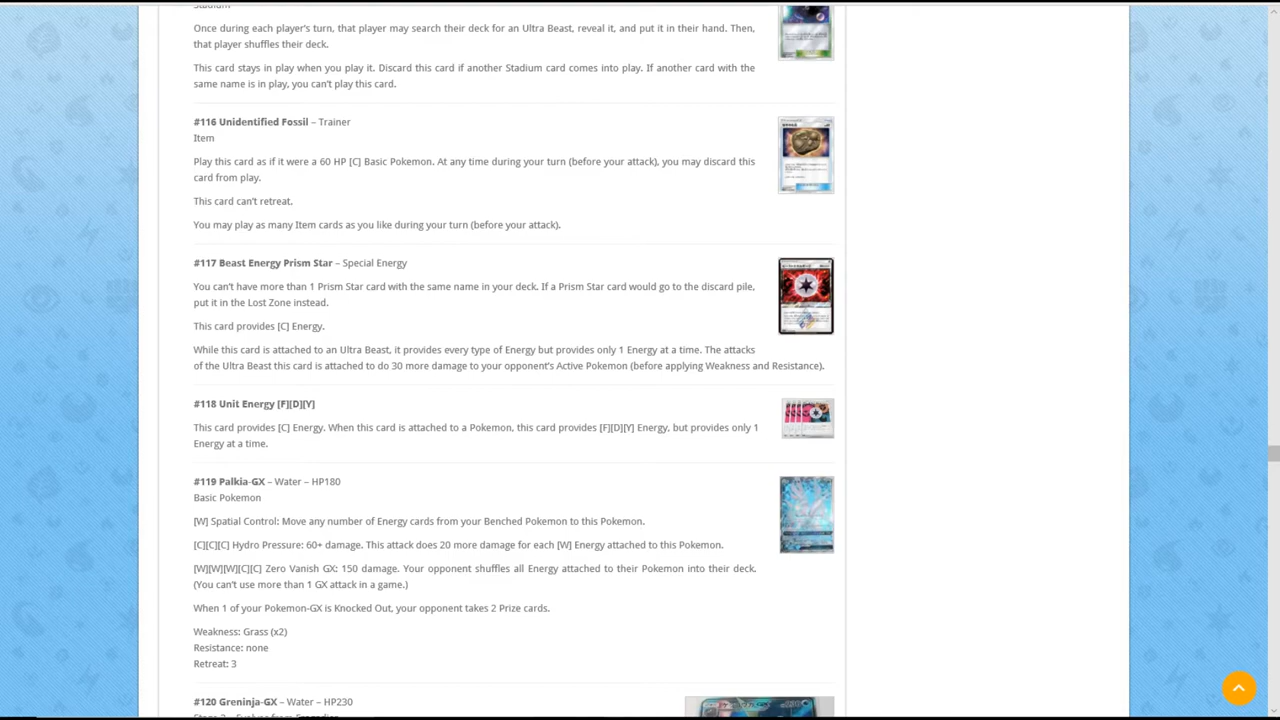 Stadium
Once during each player's turn, that player may search their deck for an Ultra Beast, reveal it, and put it in their hand. Then,
that player shuffles their deck.
This card stays in play when you play it. Discard this card if another Stadium card comes into play. If another card with the
same name is in play, you can't play this card.
#116 Unidentified Fossil – Trainer
Item
Play this card as if it were a 60 HP [C] Basic Pokemon. At any time during your turn (before your attack), you may discard this
card from play.
This card can't retreat.
You may play as many Item cards as you like during your turn (before your attack).
#117 Beast Energy Prism Star – Special Energy
You can't have more than 1 Prism Star card with the same name in your deck. If a Prism Star card would go to the discard pile,
put it in the Lost Zone instead.
This card provides [C] Energy.
While this card is attached to an Ultra Beast, it provides every type of Energy but provides only 1 Energy at a time. The attacks
of the Ultra Beast this card is attached to do 30 more damage to your opponent's Active Pokemon (before applying Weakness and Resistance).
#118 Unit Energy [F][D][Y]
This card provides [C] Energy. When this card is attached to a Pokemon, this card provides [F][D][Y] Energy, but provides only 1
Energy at a time.
#119 Palkia-GX – Water – HP180
Basic Pokemon
[W] Spatial Control: Move any number of Energy cards from your Benched Pokemon to this Pokemon.
[C][C][C] Hydro Pressure: 60+ damage. This attack does 20 more damage for each [W] Energy attached to this Pokemon.
[W][W][W][C][C] Zero Vanish GX: 150 damage. Your opponent shuffles all Energy attached to their Pokemon into their deck.
(You can't use more than 1 GX attack in a game.)
When 1 of your Pokemon-GX is Knocked Out, your opponent takes 2 Prize cards.
Weakness: Grass (x2)
Resistance: none
Retreat: 3
#120 Greninja-GX – Water – HP230